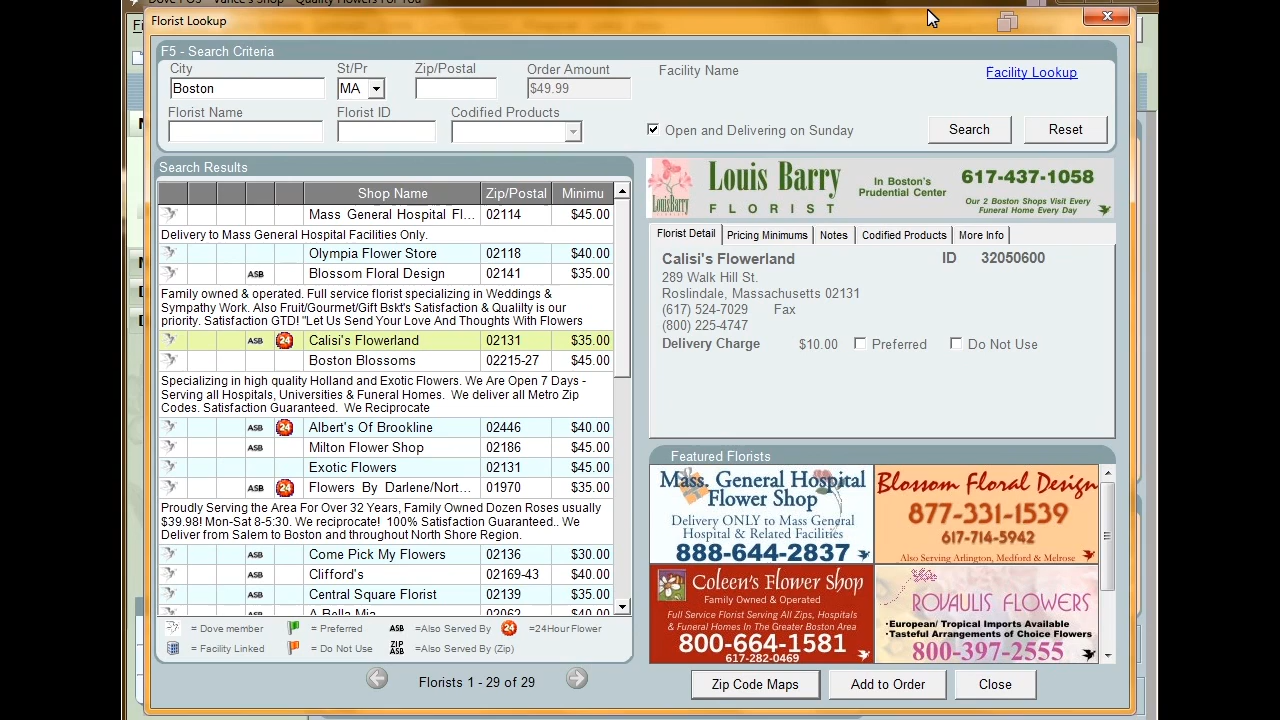 Dove POS - Vance's Shop - Quality Flowers For You
Florist Lookup
F5 - Search Criteria
City
St/Pr
Zip/Postal
Order Amount
Facility Name
Facility Lookup
Boston
MA
$49.99
Florist Name
Florist ID
Codified Products
Open and Delivering on Sunday
Search
Reset
Search Results
Shop Name
Zip/Postal
Minimu
Mass General Hospital Fl... 02114 $45.00
Delivery to Mass General Hospital Facilities Only.
Olympia Flower Store 02118 $40.00
ASB Blossom Floral Design 02141 $35.00
Family owned & operated. Full service florist specializing in Weddings &
Sympathy Work. Also Fruit/Gourmet/Gift Bskt's Satisfaction & Quality is our
priority. Satisfaction GTD! "Let Us Send Your Love And Thoughts With Flowers
ASB 24 Calisi's Flowerland 02131 $35.00
Boston Blossoms 02215-27 $45.00
Specializing in high quality Holland and Exotic Flowers. We Are Open 7 Days -
Serving all Hospitals, Universities & Funeral Homes. We deliver all Metro Zip
Codes. Satisfaction Guaranteed. We Reciprocate
ASB 24 Albert's Of Brookline 02446 $40.00
ASB Milton Flower Shop 02186 $45.00
Exotic Flowers 02131 $45.00
ASB 24 Flowers By Darlene/Nort... 01970 $35.00
Proudly Serving the Area For Over 32 Years, Family Owned Dozen Roses usually
$39.98! Mon-Sat 8-5:30. We reciprocate! 100% Satisfaction Guaranteed.. We
Deliver from Salem to Boston and throughout North Shore Region.
ASB Come Pick My Flowers 02136 $30.00
ASB Clifford's 02169-43 $40.00
ASB Central Square Florist 02139 $35.00
ASB A Bella Mia 02062 $40.00
= Dove member
= Preferred
ASB =Also Served By
24 =24Hour Flower
= Facility Linked
= Do Not Use
ZIP ASB =Also Served By (Zip)
Florists 1 - 29 of 29
Louis Barry
FLORIST
LouisBarry
In Boston's
Prudential Center
617-437-1058
Our 2 Boston Shops Visit Every
Funeral Home Every Day
Florist Detail
Pricing Minimums
Notes
Codified Products
More Info
Calisi's Flowerland
ID 32050600
289 Walk Hill St.
Roslindale, Massachusetts 02131
(617) 524-7029 Fax
(800) 225-4747
Delivery Charge $10.00 Preferred Do Not Use
Featured Florists
Mass. General Hospital
Flower Shop
Delivery ONLY to Mass General
Hospital & Related Facilities
888-644-2837
Blossom Floral Design
877-331-1539
617-714-5942
Also Serving Arlington, Medford & Melrose
Coleen's Flower Shop
Family Owned & Operated
Full Service Florist Serving All Zips, Hospitals
& Funeral Homes In The Greater Boston Area
800-664-1581
617-282-0469
ROVAULIS FLOWERS
·European/ Tropical Imports Available
·Tasteful Arrangements of Choice Flowers
800-397-2555
Zip Code Maps
Add to Order
Close